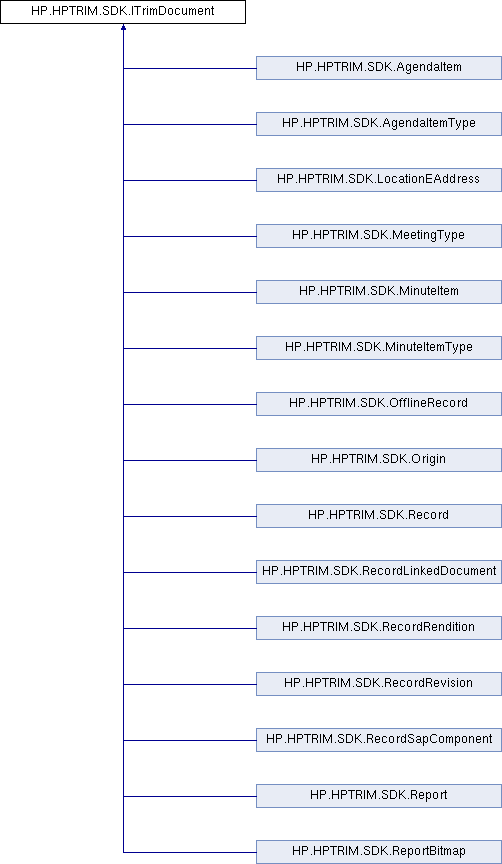 HP.HPTRIM.SDK.ITrimDocument
HP.HPTRIM.SDK.AgendaItem
HP.HPTRIM.SDK.AgendaItemType
HP.HPTRIM.SDK.LocationEAddress
HP.HPTRIM.SDK.MeetingType
HP.HPTRIM.SDK.MinuteItem
HP.HPTRIM.SDK.MinuteItemType
HP.HPTRIM.SDK.OfflineRecord
HP.HPTRIM.SDK.Origin
HP.HPTRIM.SDK.Record
HP.HPTRIM.SDK.RecordLinkedDocument
HP.HPTRIM.SDK.RecordRendition
HP.HPTRIM.SDK.RecordRevision
HP.HPTRIM.SDK.RecordSapComponent
HP.HPTRIM.SDK.Report
HP.HPTRIM.SDK.ReportBitmap